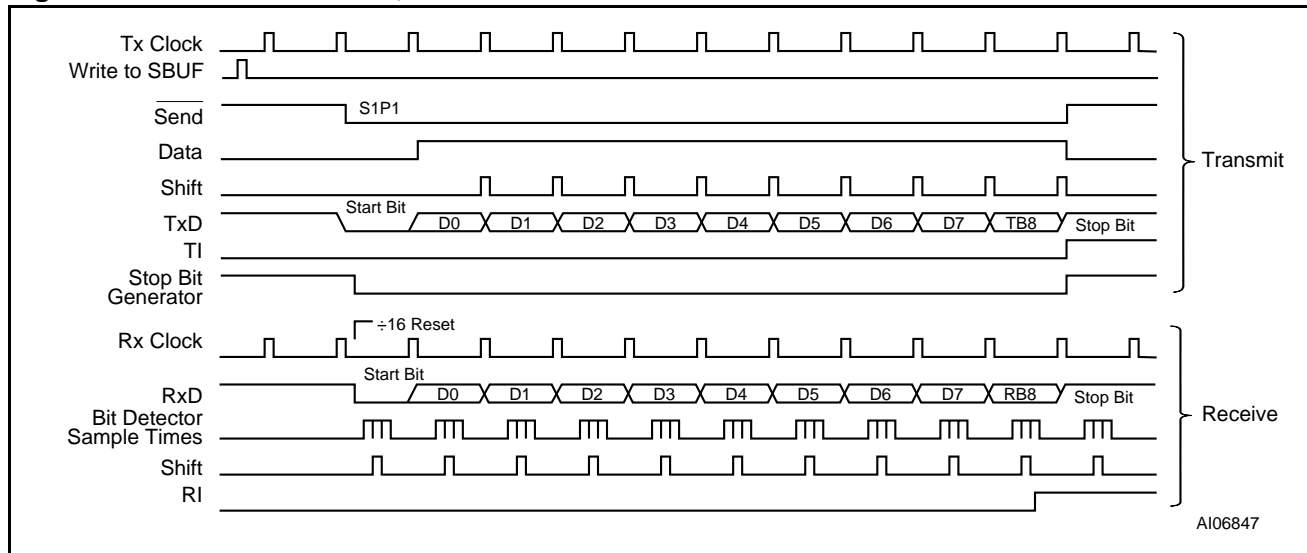 Tx Clock
Write to SBUF
Send
S1P1
Data
Transmit
Shift
Start Bit
TxD
D0 D1 D2 D3 D4 D5 D6 D7 TB8 Stop Bit
TI
Stop Bit
Generator
÷16 Reset
Rx Clock
Start Bit
RxD
D0 D1 D2 D3 D4 D5 D6 D7 RB8 Stop Bit
Bit Detector
Sample Times
Receive
Shift
RI
AI06847